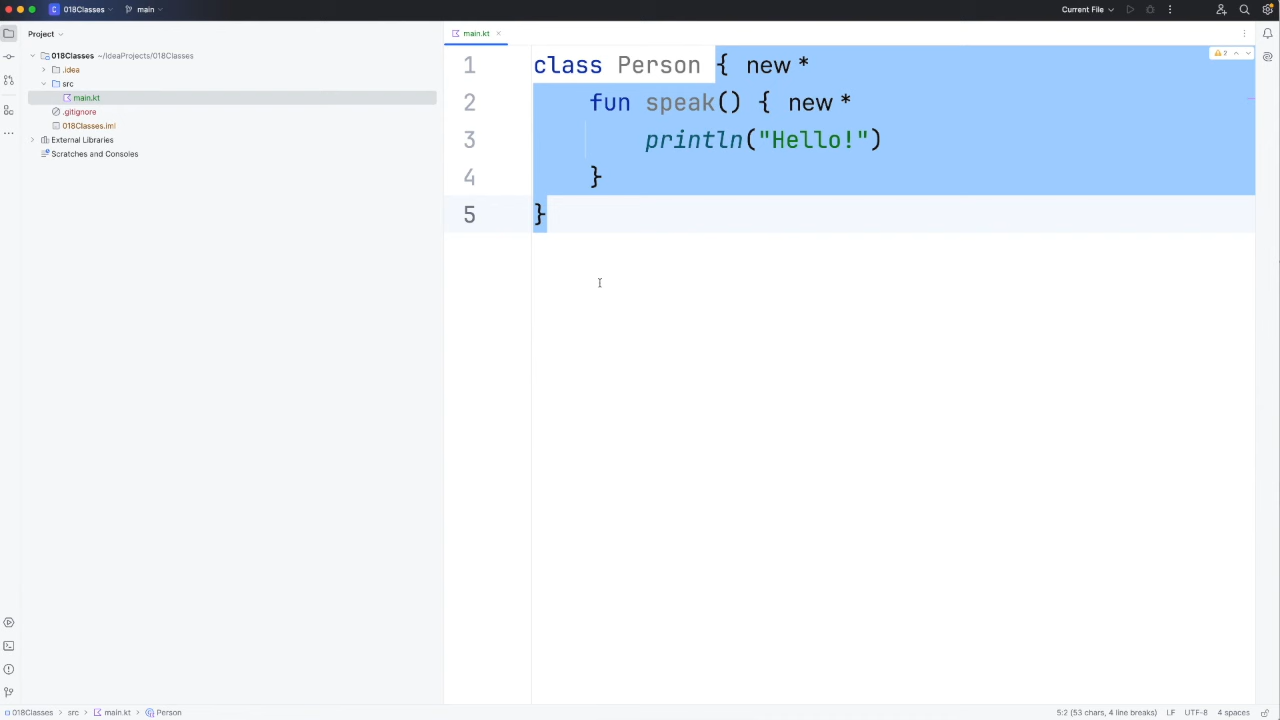 C 018Classes main Current File
Project
main.kt
018Classes ~/IdeaProjects/018Classes
.idea
src
main.kt
.gitignore
018Classes.iml
External Libraries
Scratches and Consoles
2
1 class Person { new *
2 fun speak() { new *
3 println("Hello!")
4 }
5 }
018Classes > src > main.kt > Person 5:2 (53 chars, 4 line breaks) LF UTF-8 4 spaces